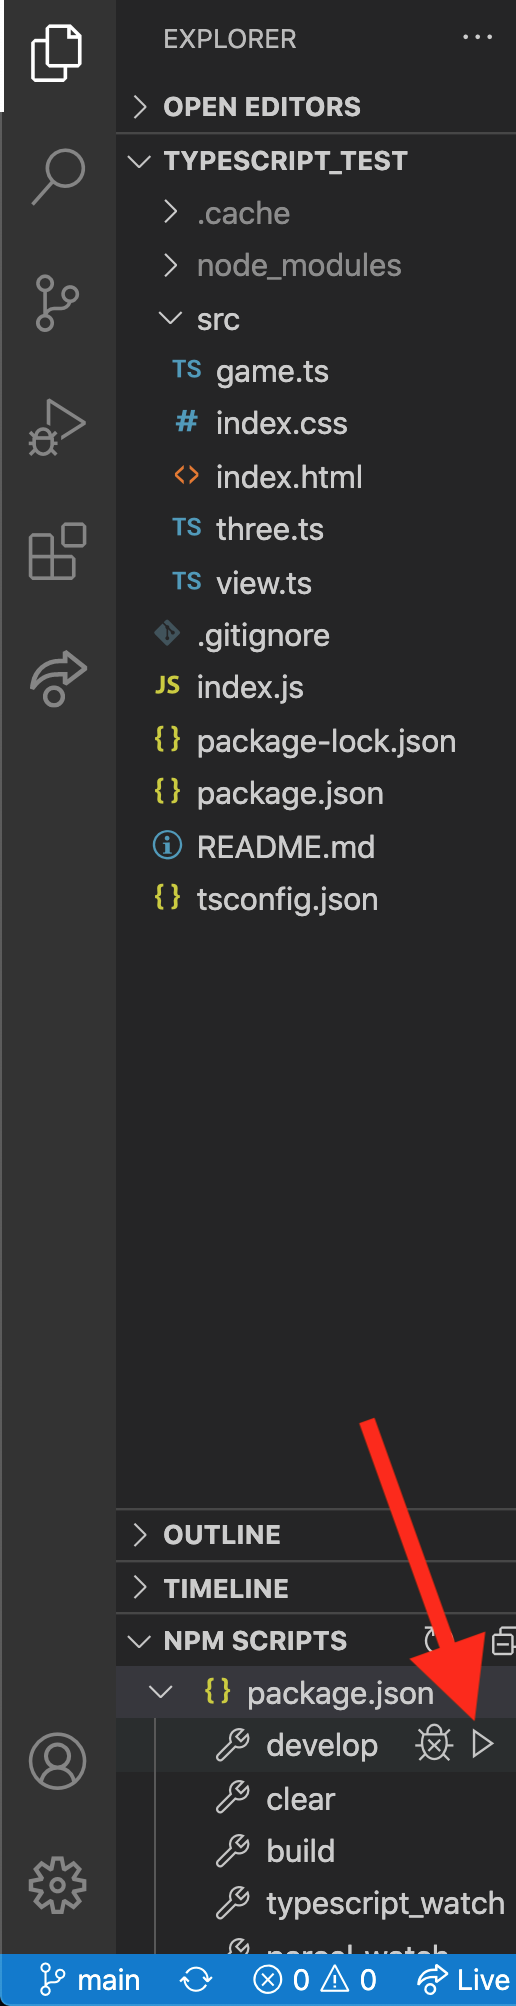 EXPLORER
OPEN EDITORS
TYPESCRIPT_TEST
.cache
node_modules
src
TS game.ts
# index.css
<> index.html
TS three.ts
TS view.ts
.gitignore
JS index.js
{} package-lock.json
{} package.json
README.md
{} tsconfig.json
OUTLINE
TIMELINE
NPM SCRIPTS
{} package.json
develop
clear
build
typescript_watch
parcel_watch
main 0 0 Live